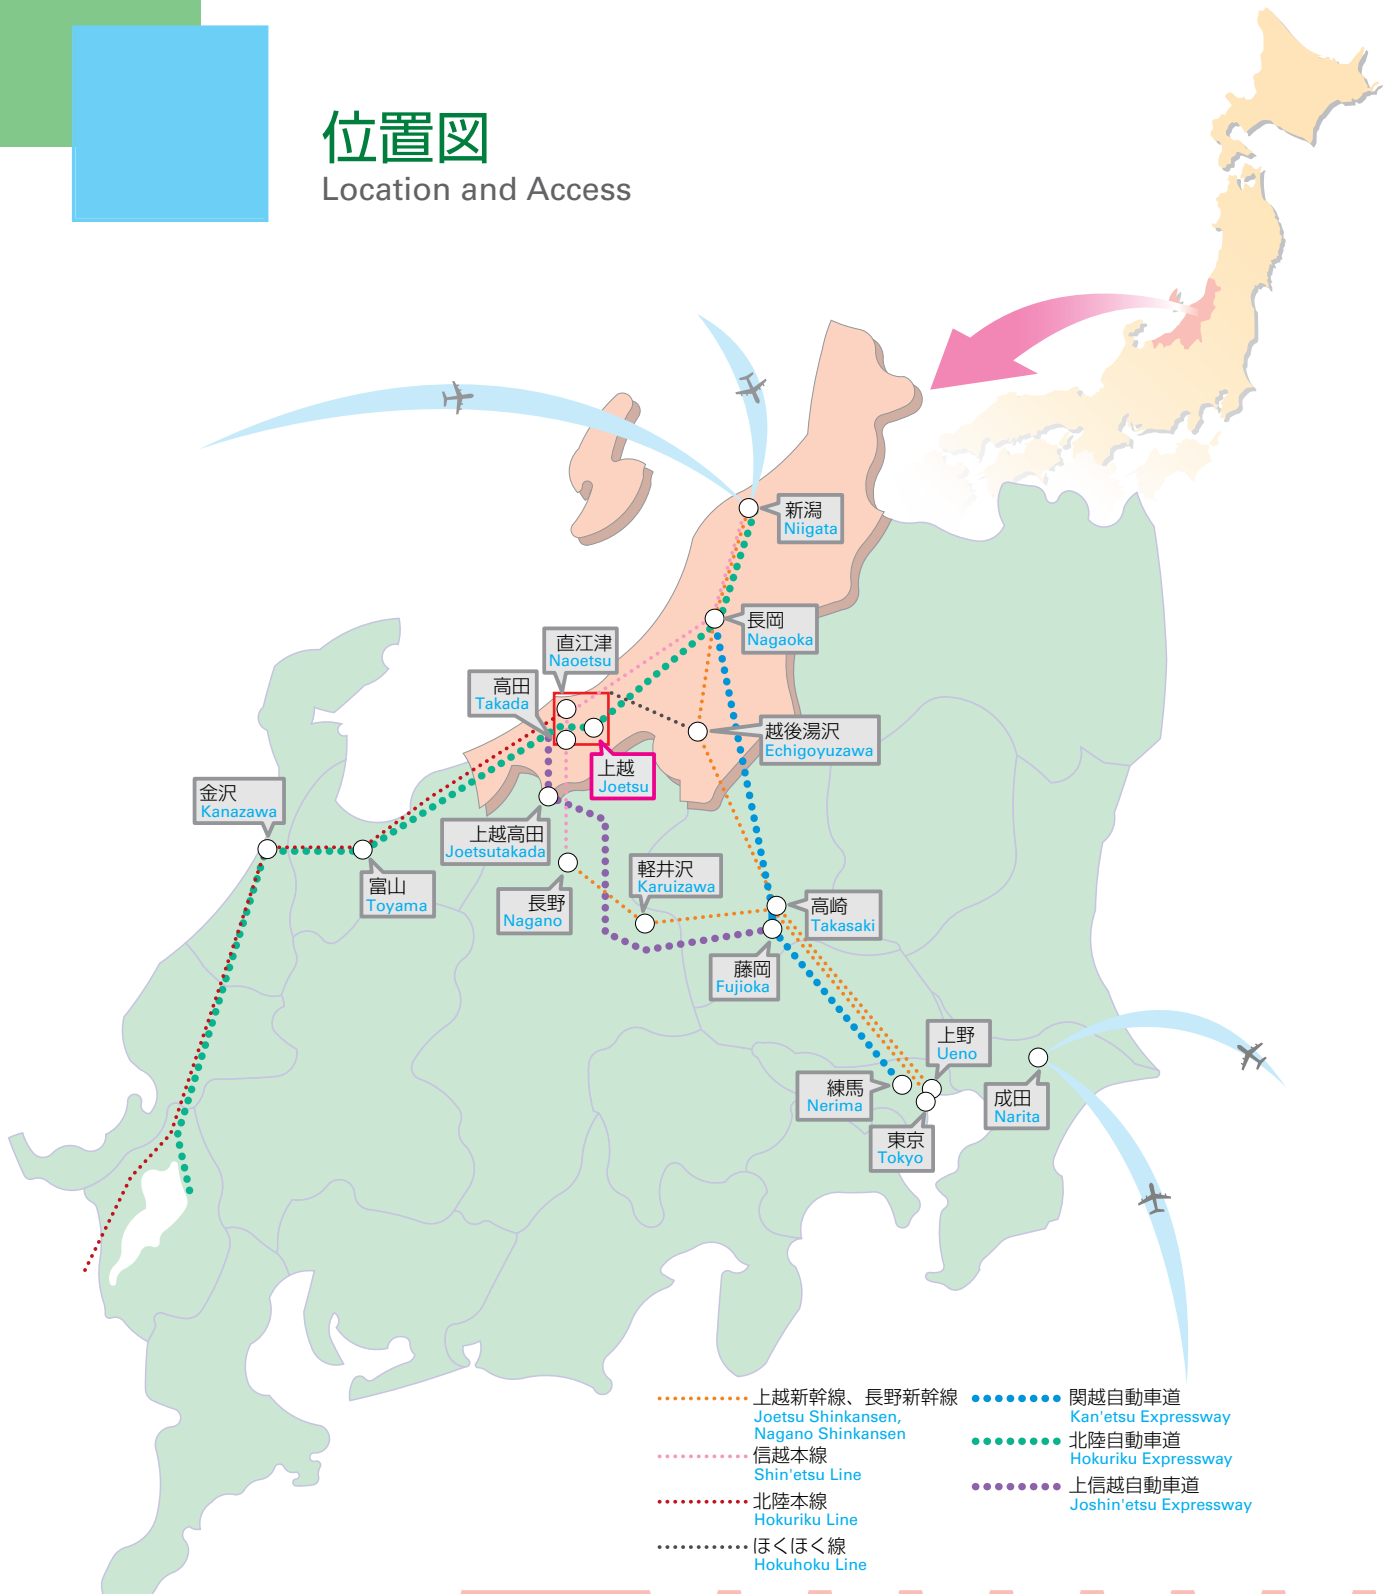 位置図
Location and Access
新潟
Niigata
長岡
Nagaoka
直江津
Naoetsu
高田
Takada
越後湯沢
Echigoyuzawa
上越
Joetsu
金沢
Kanazawa
上越高田
Joetsutakada
富山
Toyama
軽井沢
Karuizawa
長野
Nagano
高崎
Takasaki
藤岡
Fujioka
上野
Ueno
練馬
Nerima
成田
Narita
東京
Tokyo
上越新幹線、長野新幹線
Joetsu Shinkansen,
Nagano Shinkansen
信越本線
Shin'etsu Line
北陸本線
Hokuriku Line
ほくほく線
Hokuhoku Line
関越自動車道
Kan'etsu Expressway
北陸自動車道
Hokuriku Expressway
上信越自動車道
Joshin'etsu Expressway